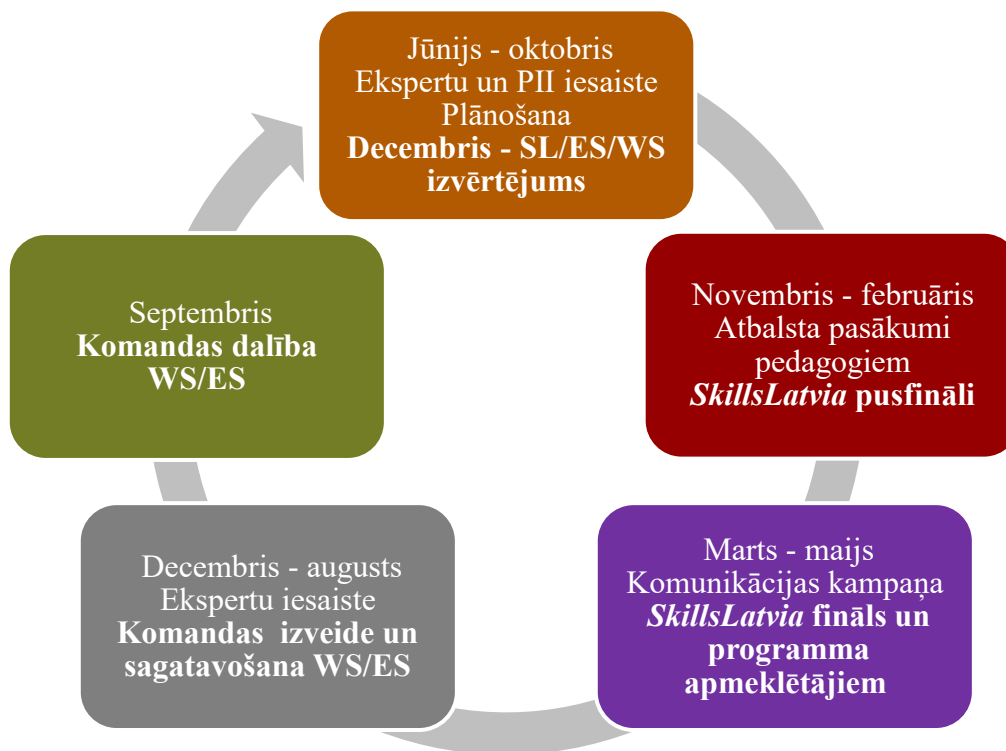 Jūnijs - oktobris
Ekspertu un PII iesaiste
Plānošana
Decembris - SL/ES/WS
izvērtējums
Novembris - februāris
Atbalsta pasākumi
pedagogiem
SkillsLatvia pusfināli
Marts - maijs
Komunikācijas kampaņa
SkillsLatvia fināls un
programma
apmeklētājiem
Decembris - augusts
Ekspertu iesaiste
Komandas izveide un
sagatavošana WS/ES
Septembris
Komandas dalība
WS/ES